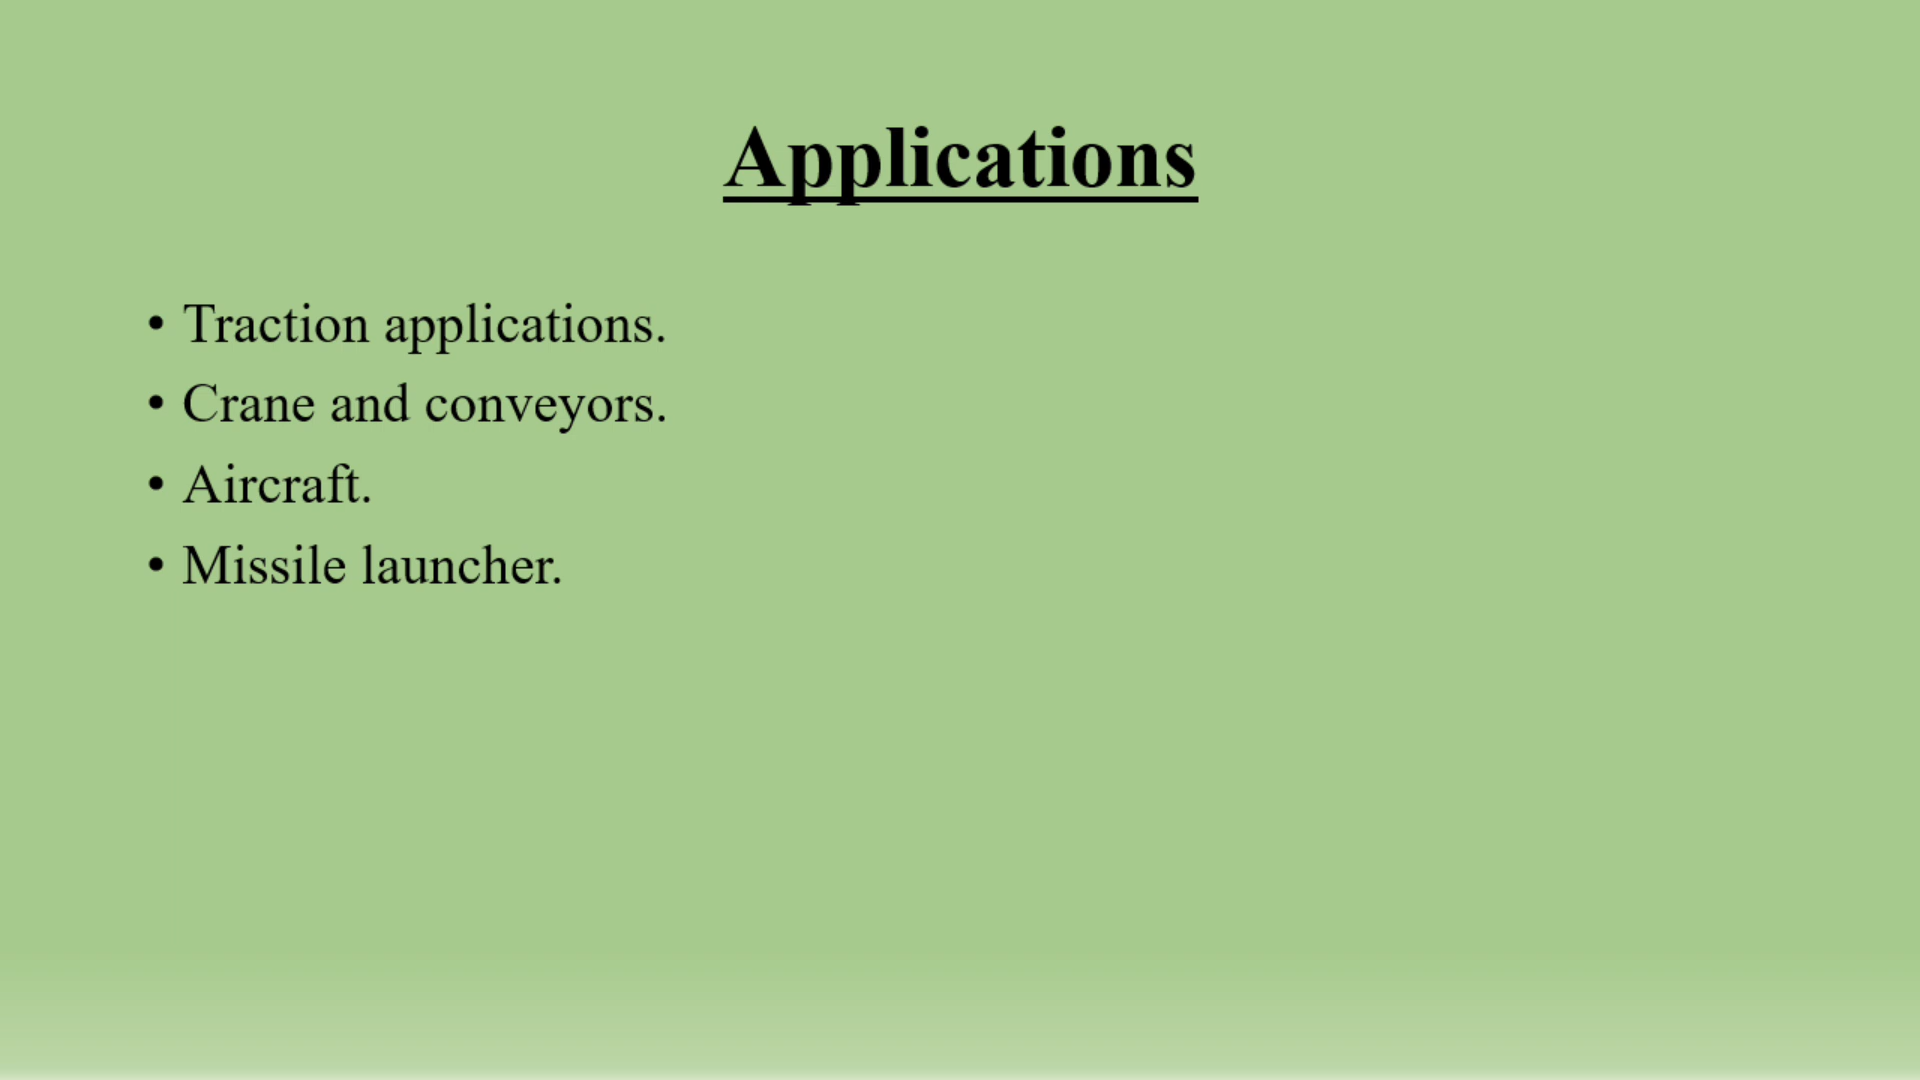 Applications
• Traction applications.
• Crane and conveyors.
• Aircraft.
• Missile launcher.